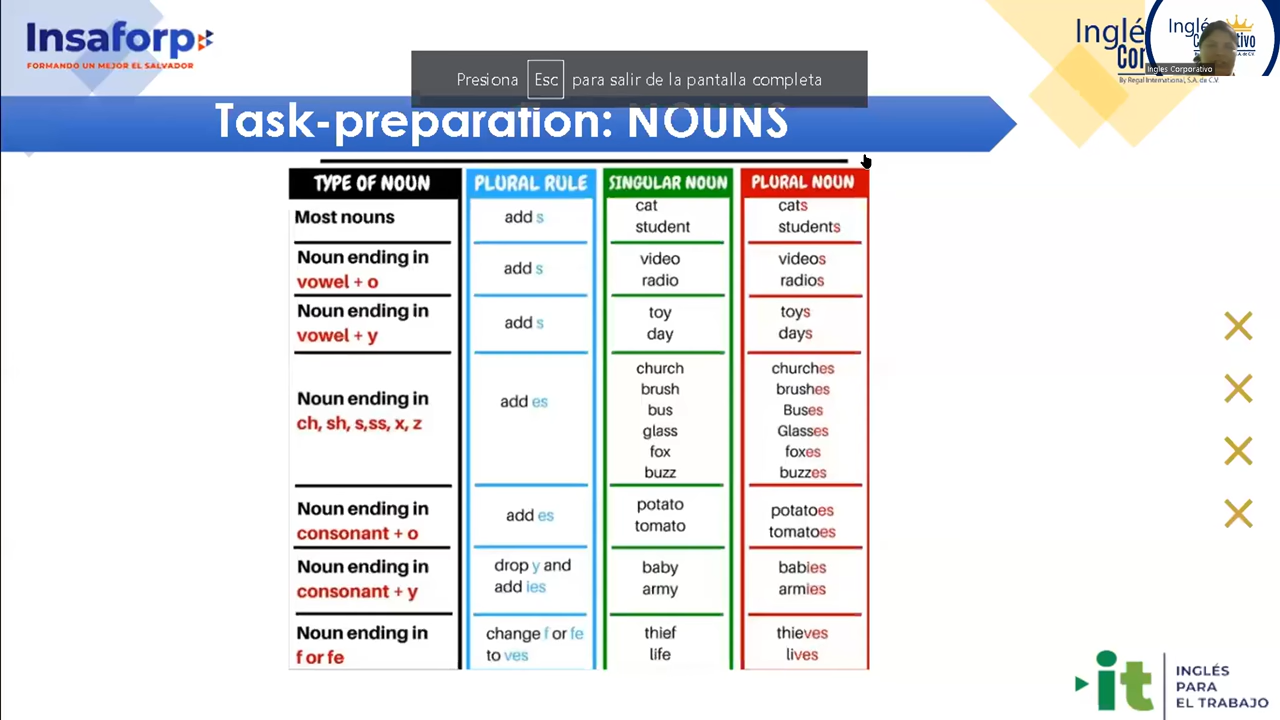 Insaforp
FORMANDO UN MEJOR EL SALVADOR
Presiona Esc para salir de la pantalla completa
Inglés Corporativo
By Regal International, S.A. de C.V.
Task-preparation: NOUNS
TYPE OF NOUN PLURAL RULE SINGULAR NOUN PLURAL NOUN
Most nouns
add s
cat
student
cats
students
Noun ending in
vowel + o
add s
video
radio
videos
radios
Noun ending in
vowel + y
add s
toy
day
toys
days
Noun ending in
ch, sh, s,ss, x, z
add es
church
brush
bus
glass
fox
buzz
churches
brushes
Buses
Glasses
foxes
buzzes
Noun ending in
consonant + o
add es
potato
tomato
potatoes
tomatoes
Noun ending in
consonant + y
drop y and
add ies
baby
army
babies
armies
Noun ending in
f or fe
change f or fe
to ves
thief
life
thieves
lives
it
INGLÉS
PARA
EL TRABAJO